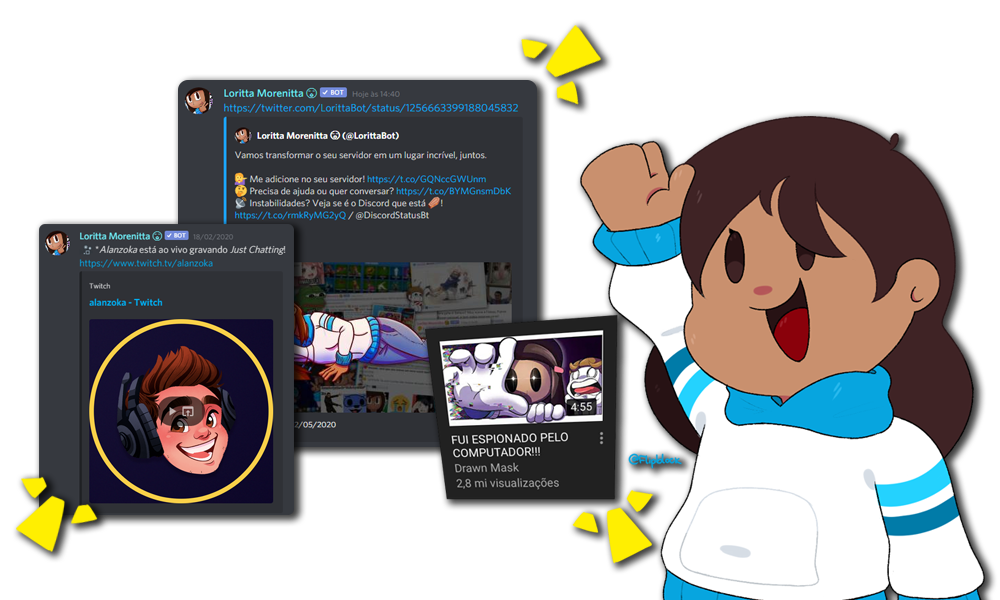 Loritta Morenitta BOT Hoje às 14:40
https://twitter.com/LorittaBot/status/1256663399188045832
Loritta Morenitta (@LorittaBot)
Vamos transformar o seu servidor em um lugar incrível, juntos.
Me adicione no seu servidor! https://t.co/GQNccGWUnm
Precisa de ajuda ou quer conversar? https://t.co/BYMGnsmDbK
Instabilidades? Veja se é o Discord que está !
https://t.co/rmkRyMG2yQ / @DiscordStatusBt
2/05/2020
Loritta Morenitta BOT 18/02/2020
*Alanzoka está ao vivo gravando Just Chatting!
https://www.twitch.tv/alanzoka
Twitch
alanzoka - Twitch
4:55
FUI ESPIONADO PELO
COMPUTADOR!!!
Drawn Mask
2,8 mi visualizações